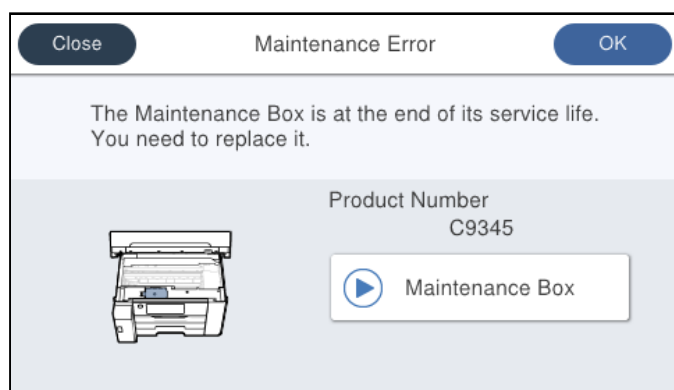 Close
Maintenance Error
OK
The Maintenance Box is at the end of its service life.
You need to replace it.
Product Number
C9345
Maintenance Box